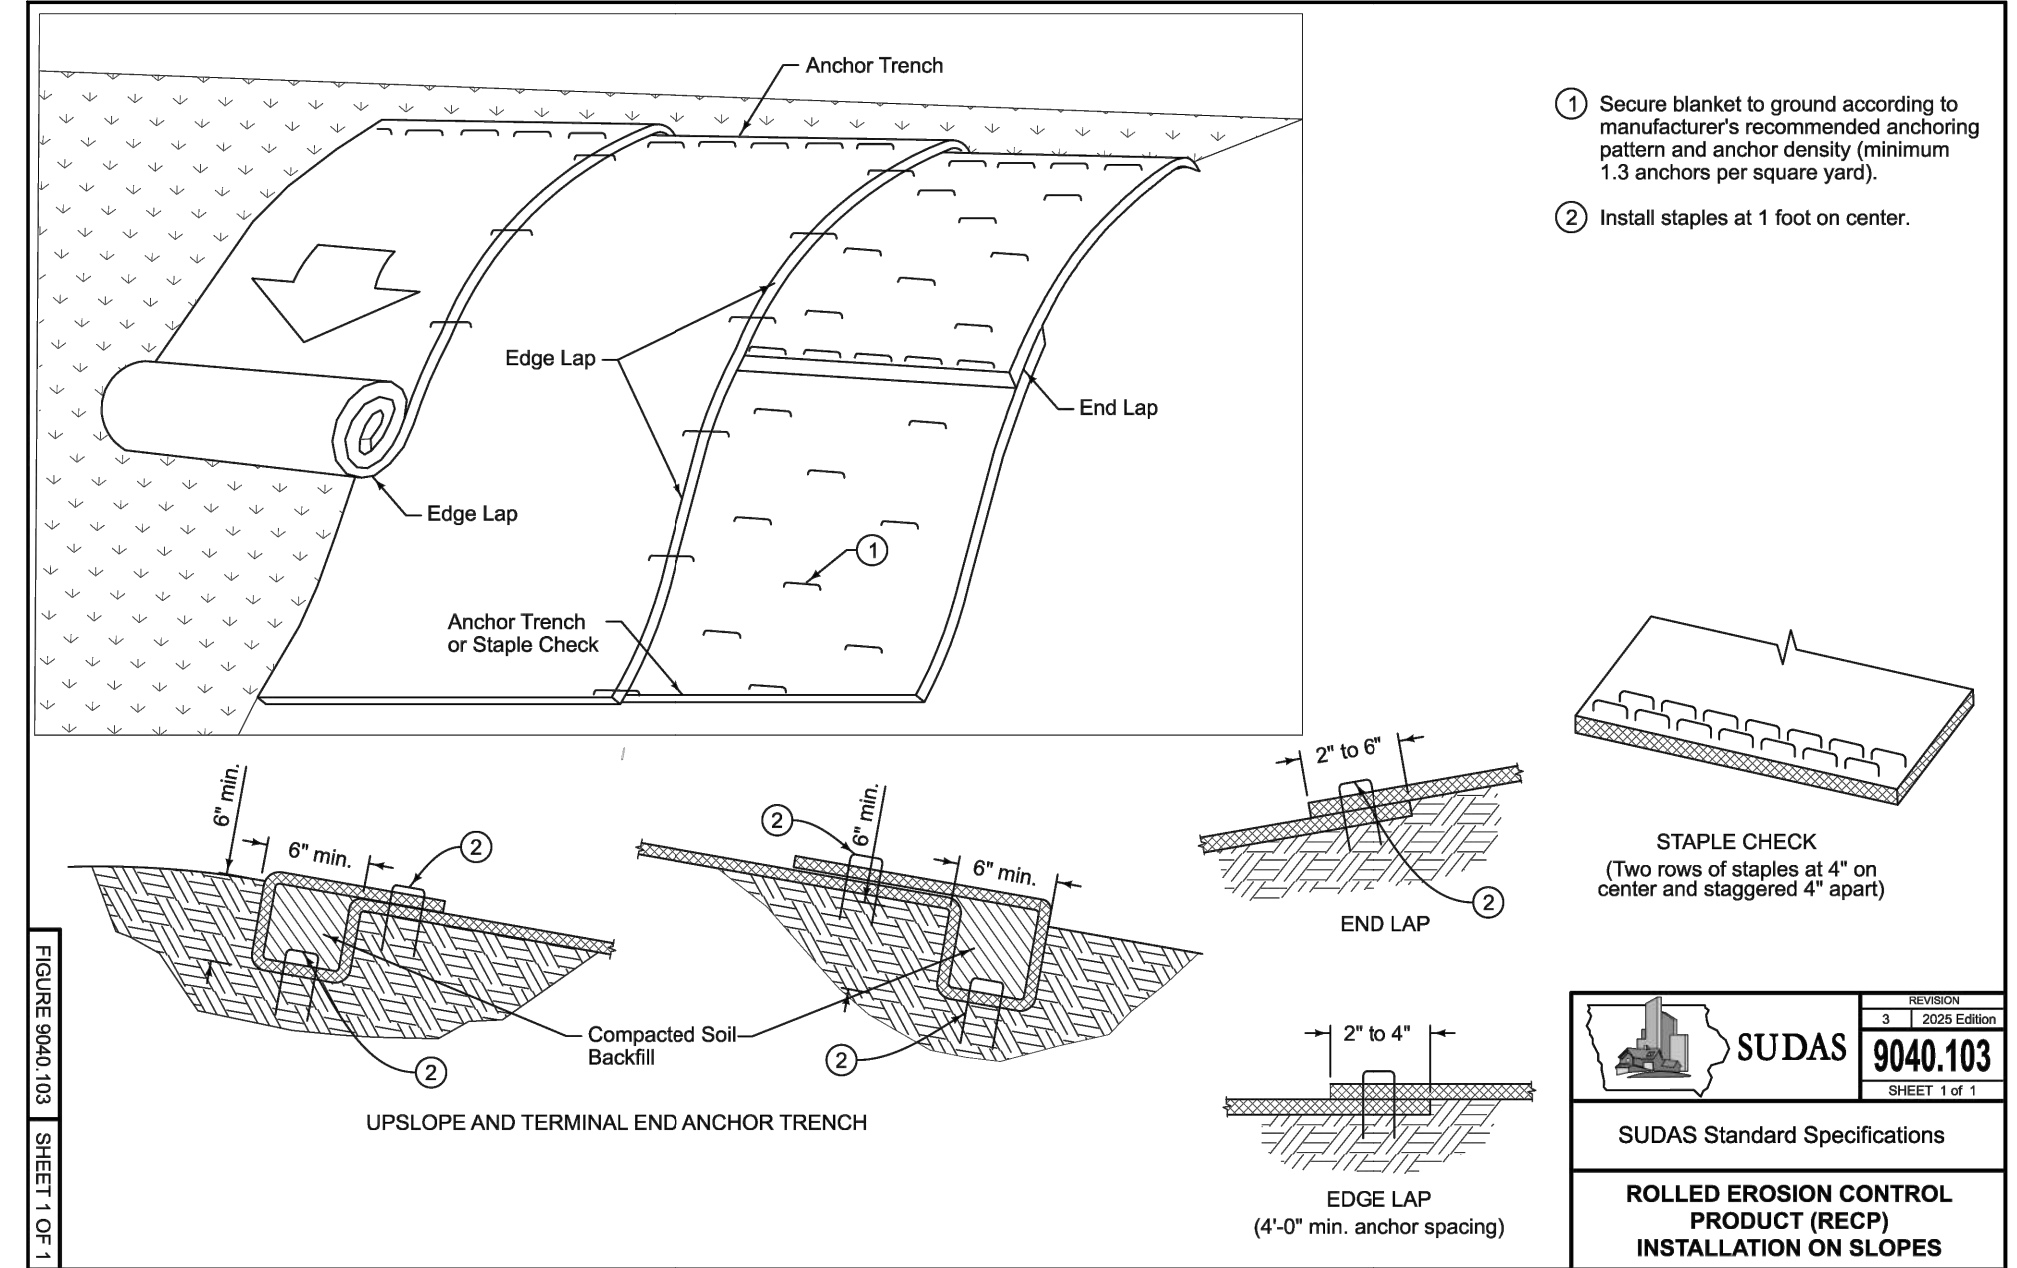 Anchor Trench
Edge Lap
End Lap
Edge Lap
1
Anchor Trench
or Staple Check
1 Secure blanket to ground according to
manufacturer's recommended anchoring
pattern and anchor density (minimum
1.3 anchors per square yard).
2 Install staples at 1 foot on center.
6" min.
6" min.
2
2
2
6" min.
6" min.
2
Compacted Soil
Backfill
UPSLOPE AND TERMINAL END ANCHOR TRENCH
2" to 6"
2
END LAP
2" to 4"
EDGE LAP
(4'-0" min. anchor spacing)
STAPLE CHECK
(Two rows of staples at 4" on
center and staggered 4" apart)
FIGURE 9040.103
SHEET 1 OF 1
SUDAS
REVISION
3 2025 Edition
9040.103
SHEET 1 of 1
SUDAS Standard Specifications
ROLLED EROSION CONTROL
PRODUCT (RECP)
INSTALLATION ON SLOPES